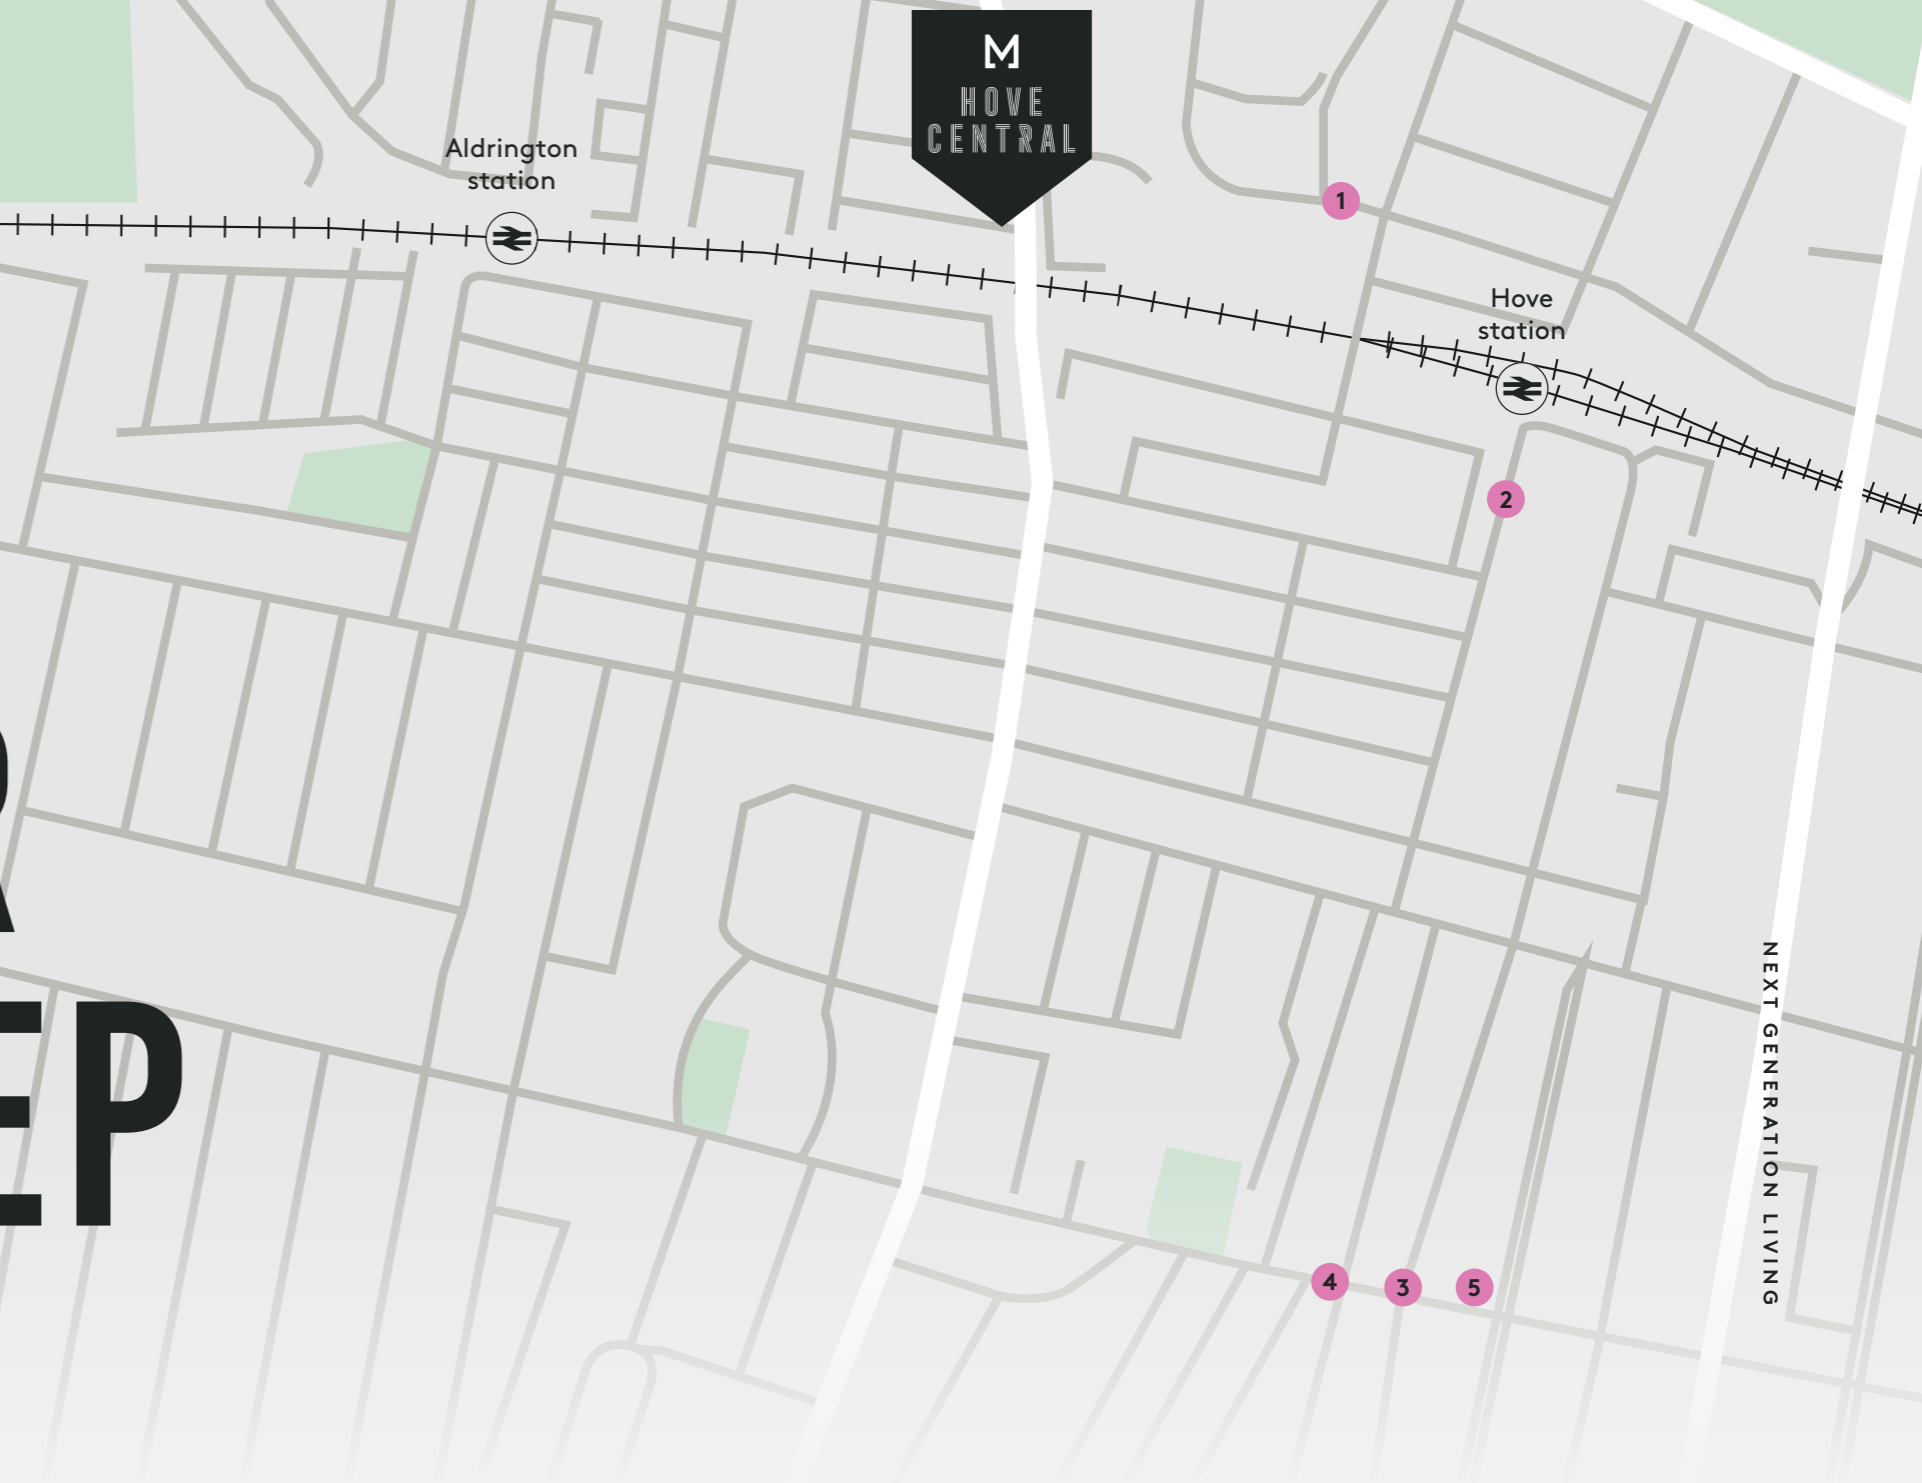 M
HOVE
CENTRAL
Aldrington
station
1
Hove
station
2
EP
4
3
5
NEXT GENERATION LIVING